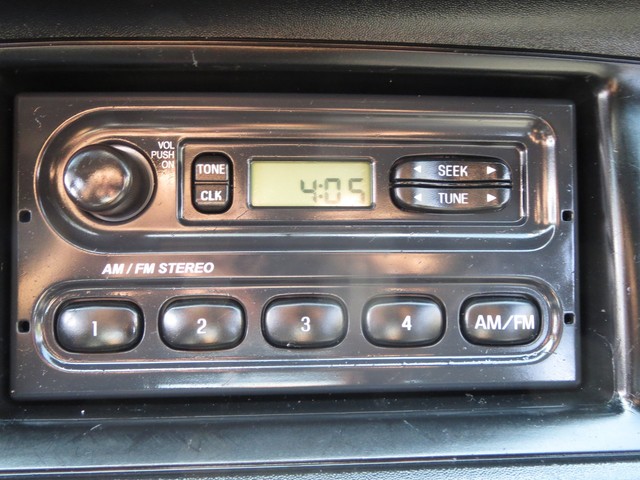 VOL
PUSH
ON
TONE
CLK
4:05
SEEK
TUNE
AM / FM STEREO
1 2 3 4 AM/FM